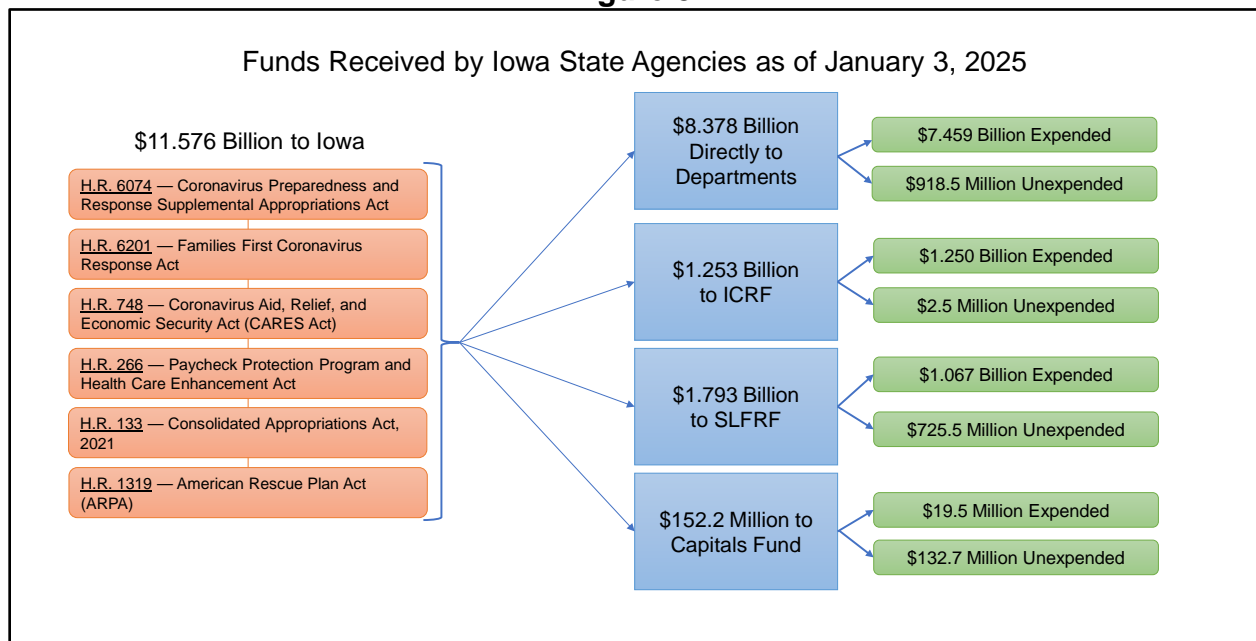 Funds Received by Iowa State Agencies as of January 3, 2025
$11.576 Billion to Iowa
H.R. 6074 — Coronavirus Preparedness and
Response Supplemental Appropriations Act
H.R. 6201 — Families First Coronavirus
Response Act
H.R. 748 — Coronavirus Aid, Relief, and
Economic Security Act (CARES Act)
H.R. 266 — Paycheck Protection Program and
Health Care Enhancement Act
H.R. 133 — Consolidated Appropriations Act,
2021
H.R. 1319 — American Rescue Plan Act
(ARPA)
$8.378 Billion
Directly to
Departments
$7.459 Billion Expended
$918.5 Million Unexpended
$1.253 Billion
to ICRF
$1.250 Billion Expended
$2.5 Million Unexpended
$1.793 Billion
to SLFRF
$1.067 Billion Expended
$725.5 Million Unexpended
$152.2 Million to
Capitals Fund
$19.5 Million Expended
$132.7 Million Unexpended